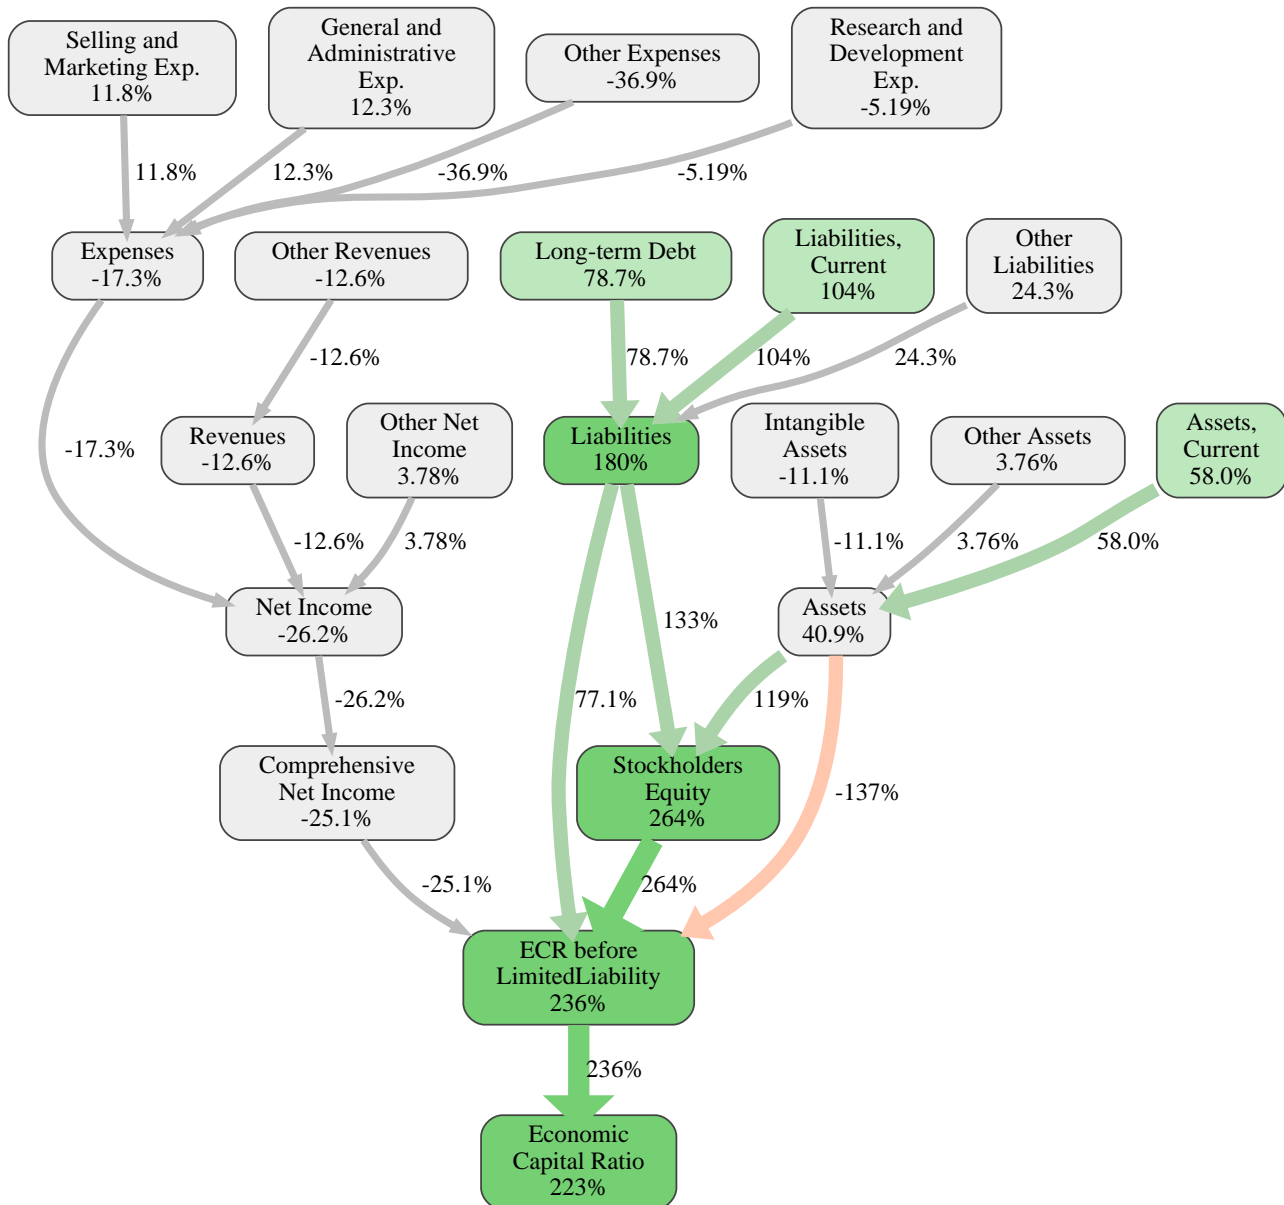 Selling and
Marketing Exp.
11.8%
General and
Administrative
Exp.
12.3%
Other Expenses
-36.9%
Research and
Development
Exp.
-5.19%
11.8%
12.3%
-36.9%
-5.19%
Expenses
-17.3%
Other Revenues
-12.6%
Long-term Debt
78.7%
Liabilities,
Current
104%
Other
Liabilities
24.3%
-12.6%
78.7%
104%
24.3%
-17.3%
Revenues
-12.6%
Other Net
Income
3.78%
Liabilities
180%
Intangible
Assets
-11.1%
Other Assets
3.76%
Assets,
Current
58.0%
-12.6%
3.78%
-11.1%
3.76%
58.0%
Net Income
-26.2%
133%
Assets
40.9%
-26.2%
77.1%
119%
Comprehensive
Net Income
-25.1%
Stockholders
Equity
264%
-137%
-25.1%
264%
ECR before
LimitedLiability
236%
236%
Economic
Capital Ratio
223%